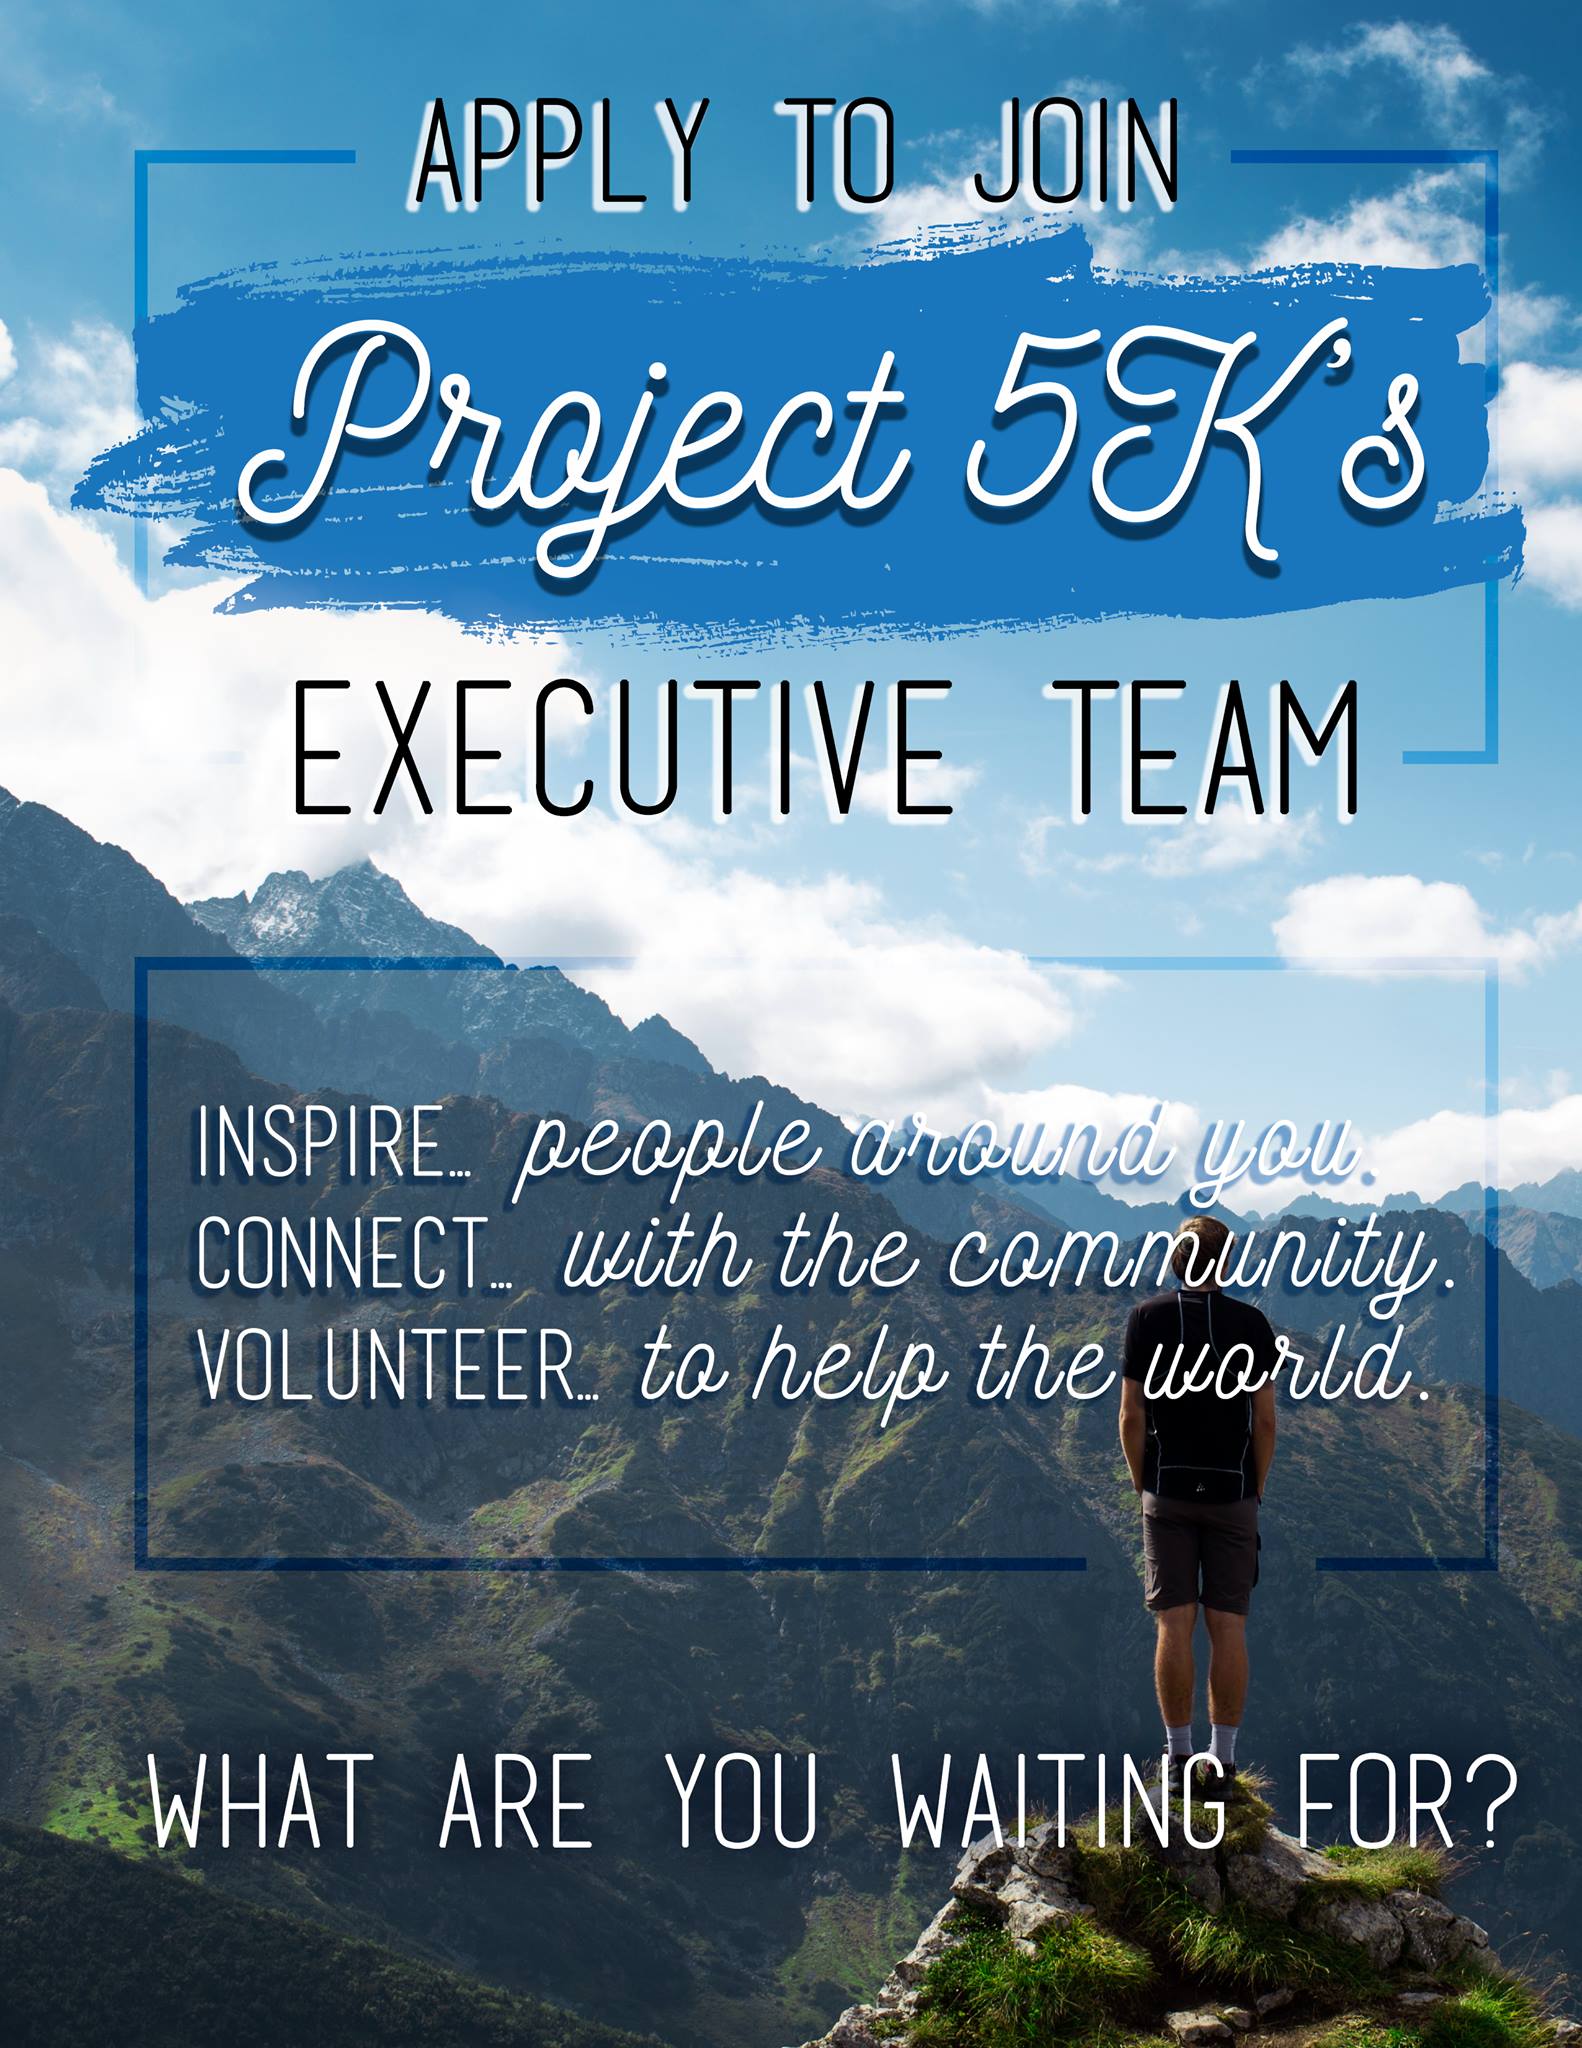 APPLY TO JOIN
Project 5K's
EXECUTIVE TEAM
INSPIRE... people around you.
CONNECT... with the community.
VOLUNTEER... to help the world.
WHAT ARE YOU WAITING FOR?